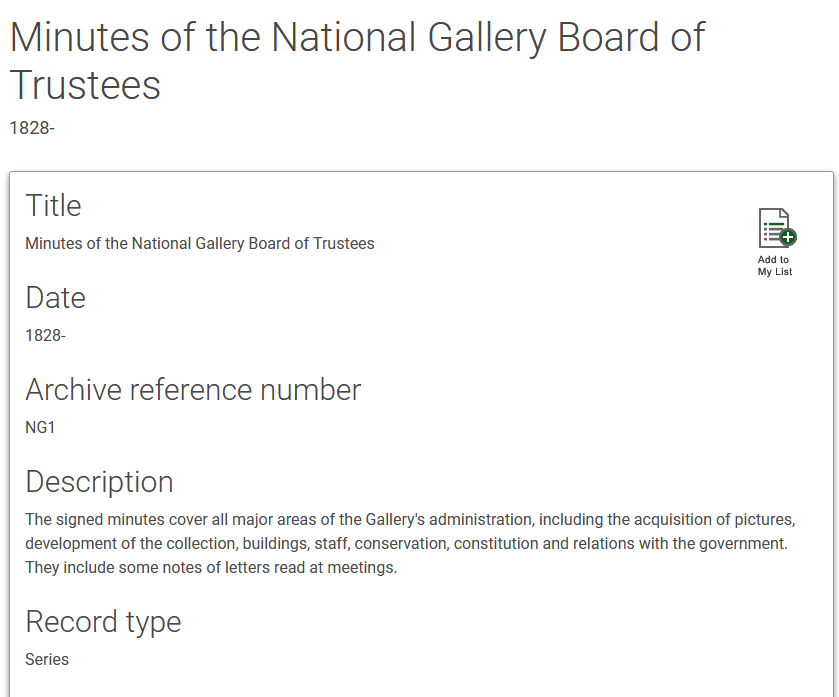 Minutes of the National Gallery Board of
Trustees
1828-
Title
Minutes of the National Gallery Board of Trustees
Add to
My List
Date
1828-
Archive reference number
NG1
Description
The signed minutes cover all major areas of the Gallery's administration, including the acquisition of pictures,
development of the collection, buildings, staff, conservation, constitution and relations with the government.
They include some notes of letters read at meetings.
Record type
Series